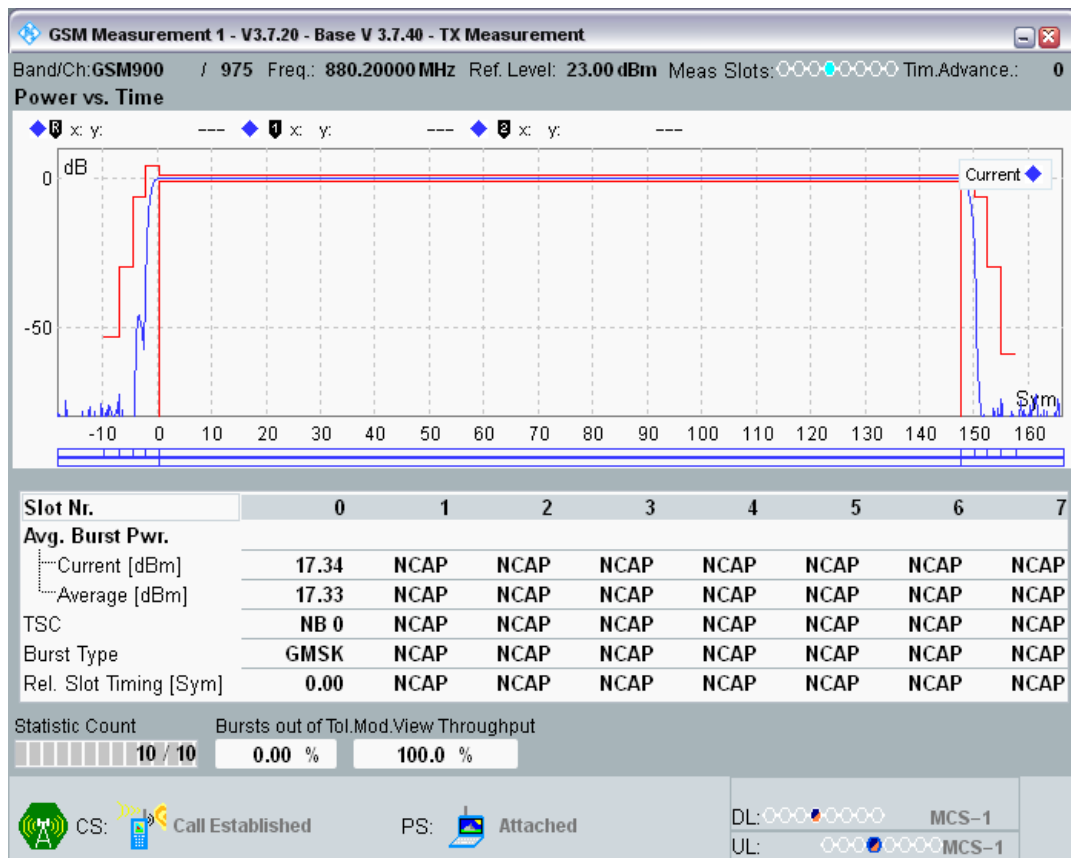 GSM Measurement 1 - V3.7.20 - Base V 3.7.40 - TX Measurement
Band/Ch:GSM900 / 975 Freq.: 880.20000 MHz Ref. Level: 23.00 dBm Meas Slots: Tim.Advance.: 0
Power vs. Time
R x: y: --- 1 x: y: --- 2 x: y: ---
dB
0
Current
-50
Sym
-10 0 10 20 30 40 50 60 70 80 90 100 110 120 130 140 150 160
Slot Nr. 0 1 2 3 4 5 6 7
Avg. Burst Pwr.
Current [dBm] 17.34 NCAP NCAP NCAP NCAP NCAP NCAP NCAP
Average [dBm] 17.33 NCAP NCAP NCAP NCAP NCAP NCAP NCAP
TSC NB 0 NCAP NCAP NCAP NCAP NCAP NCAP NCAP
Burst Type GMSK NCAP NCAP NCAP NCAP NCAP NCAP NCAP
Rel. Slot Timing [Sym] 0.00 NCAP NCAP NCAP NCAP NCAP NCAP NCAP
Statistic Count Bursts out of Tol.Mod.View Throughput
10 / 10 0.00 % 100.0 %
CS: Call Established PS: Attached
DL: MCS-1
UL: MCS-1